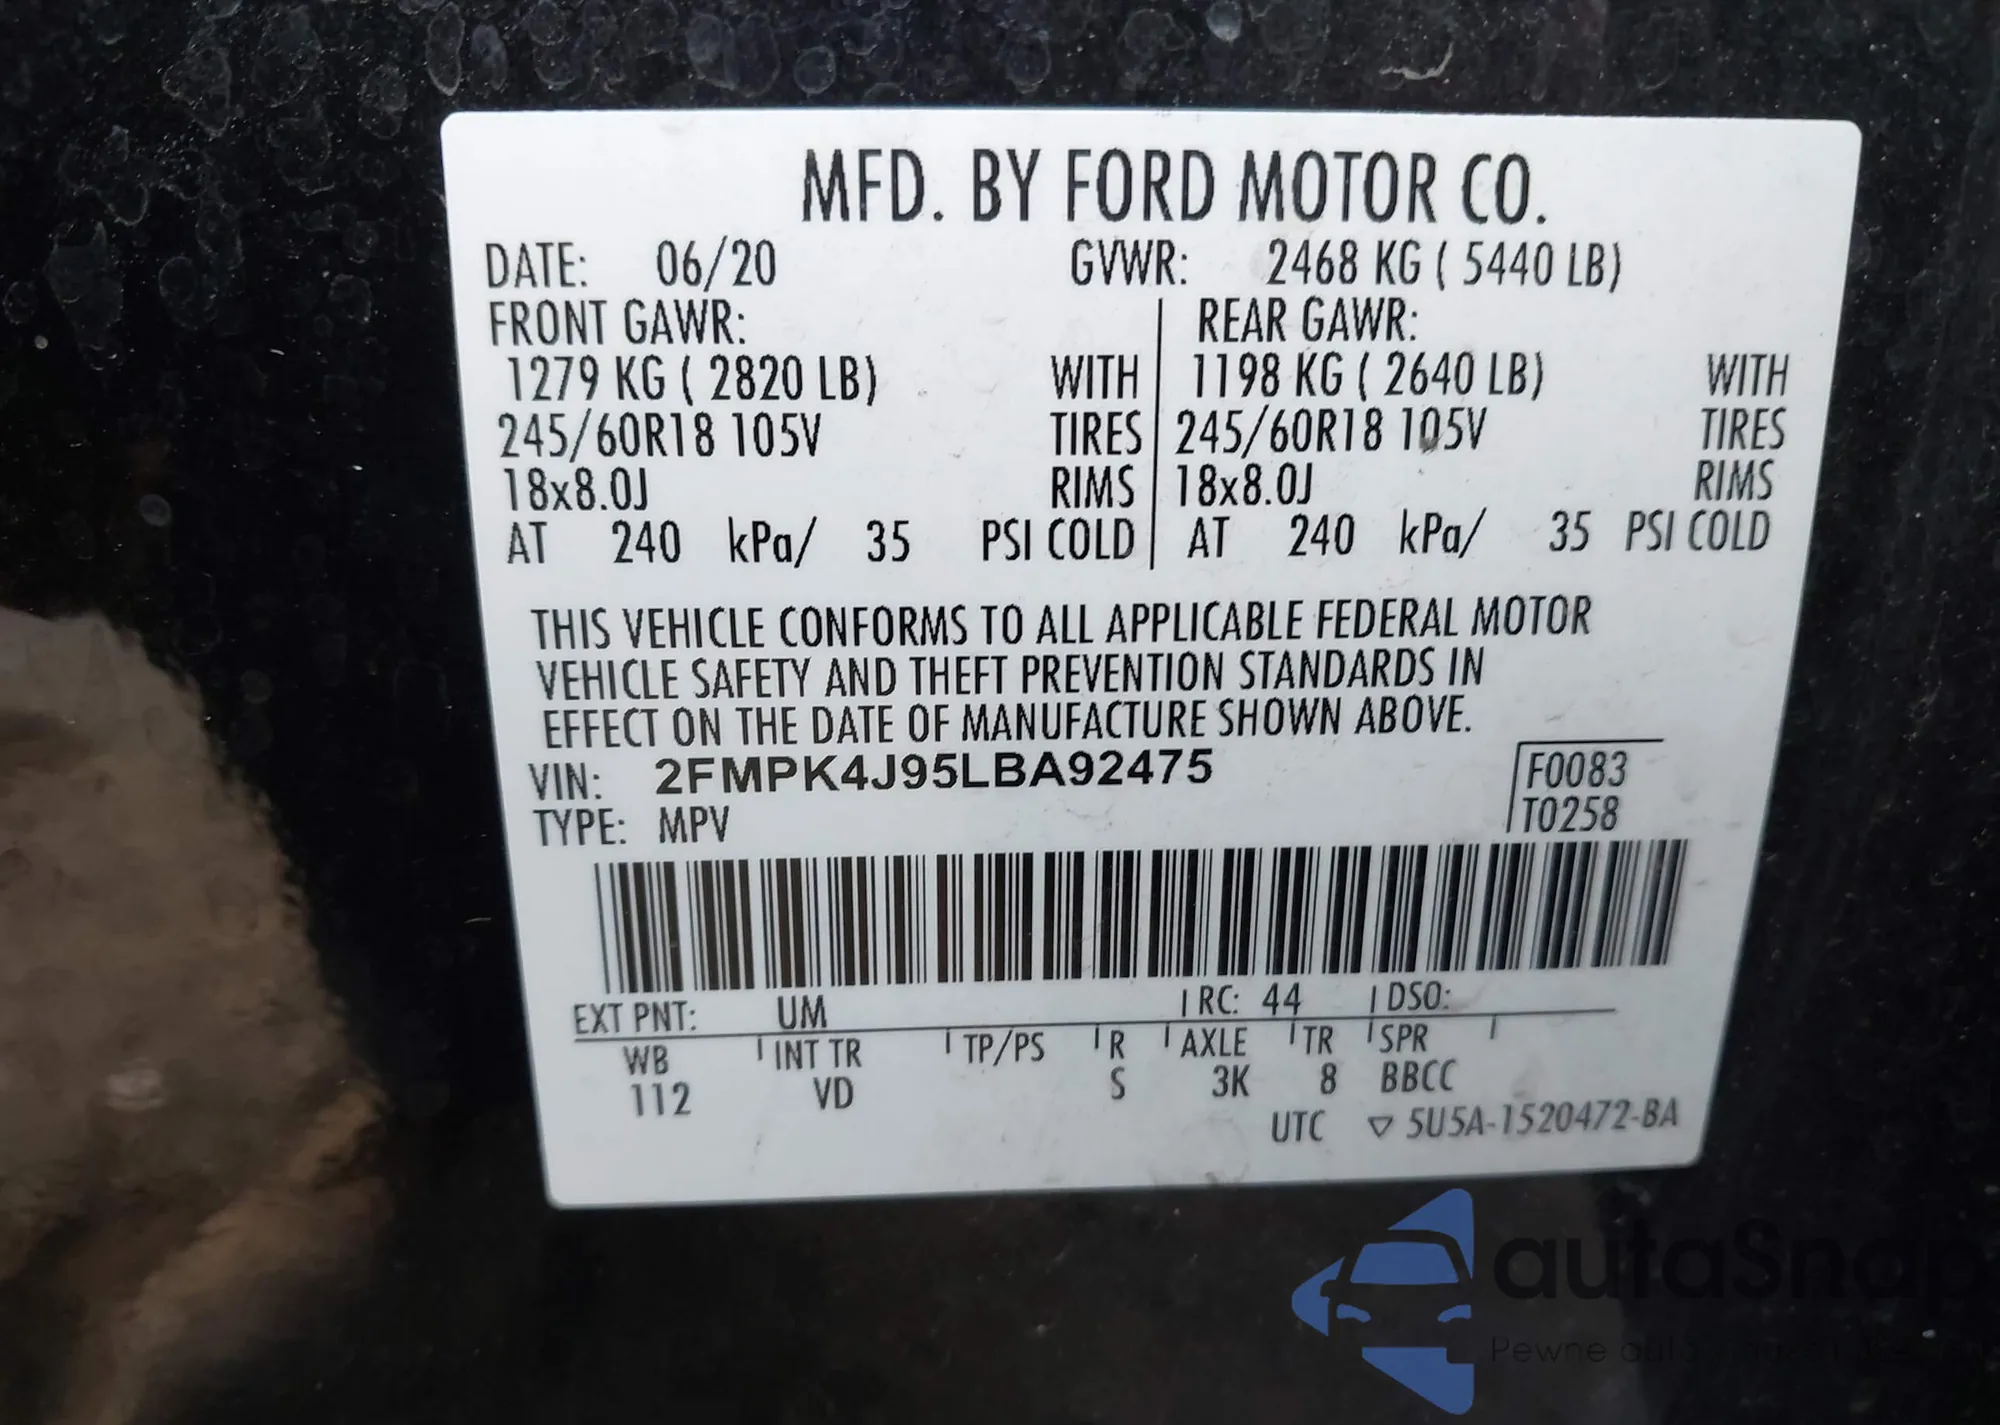 MFD. BY FORD MOTOR CO.
DATE: 06/20 GVWR: 2468 KG ( 5440 LB)
FRONT GAWR: REAR GAWR:
1279 KG ( 2820 LB) WITH 1198 KG ( 2640 LB) WITH
245/60R18 105V TIRES 245/60R18 105V TIRES
18x8.0J RIMS 18x8.0J RIMS
AT 240 kPa/ 35 PSI COLD AT 240 kPa/ 35 PSI COLD
THIS VEHICLE CONFORMS TO ALL APPLICABLE FEDERAL MOTOR
VEHICLE SAFETY AND THEFT PREVENTION STANDARDS IN
EFFECT ON THE DATE OF MANUFACTURE SHOWN ABOVE.
VIN: 2FMPK4J95LBA92475 F0083
TYPE: MPV T0258
EXT PNT: UM RC: 44 DSO:
WB INT TR TP/PS R AXLE TR SPR
112 VD S 3K 8 BBCC
UTC ▽ 5U5A-1520472-BA
autaSnap
Pewne auta